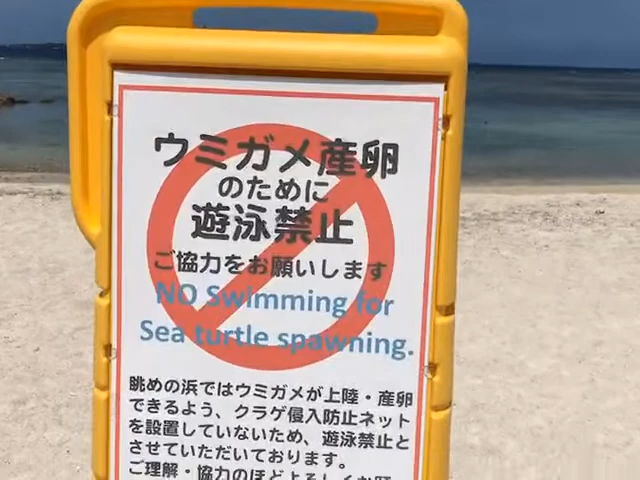 ウミガメ産卵
のために
遊泳禁止
ご協力をお願いします
NO Swimming for
Sea turtle spawning.
眺めの浜ではウミガメが上陸・産卵
できるよう、クラゲ侵入防止ネット
を設置していないため、遊泳禁止と
させていただいております。
ご理解・協力のほどよろしくお願